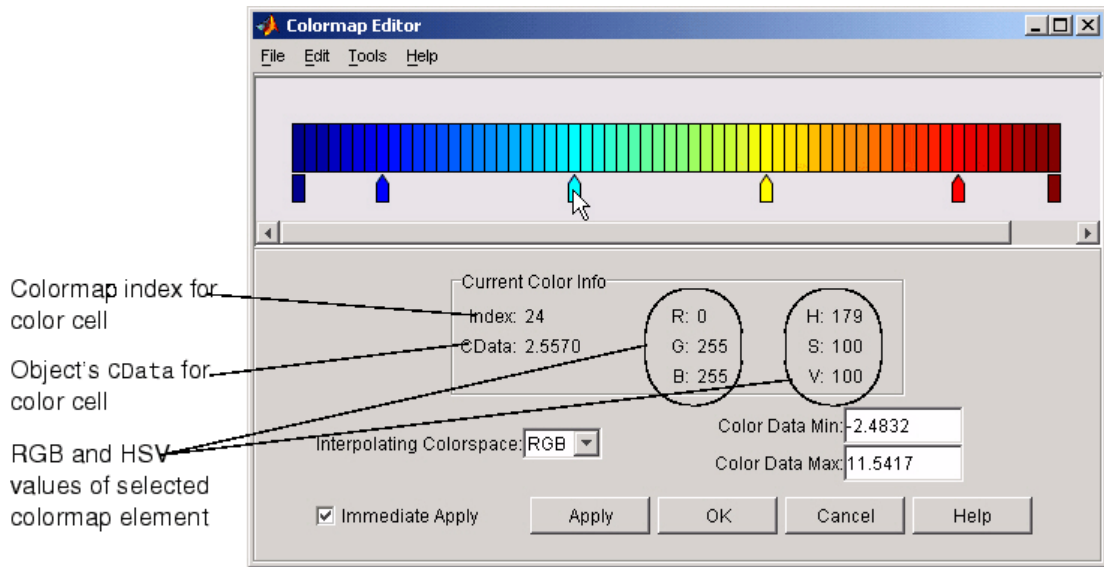 Colormap Editor
File Edit Tools Help
Current Color Info
Colormap index for
color cell
Index: 24
R: 0
H: 179
CData: 2.5570
G: 255
S: 100
Object's CData for
color cell
B: 255
V: 100
RGB and HSV
values of selected
colormap element
Interpolating Colorspace: RGB
Color Data Min: -2.4832
Color Data Max: 11.5417
Immediate Apply
Apply
OK
Cancel
Help